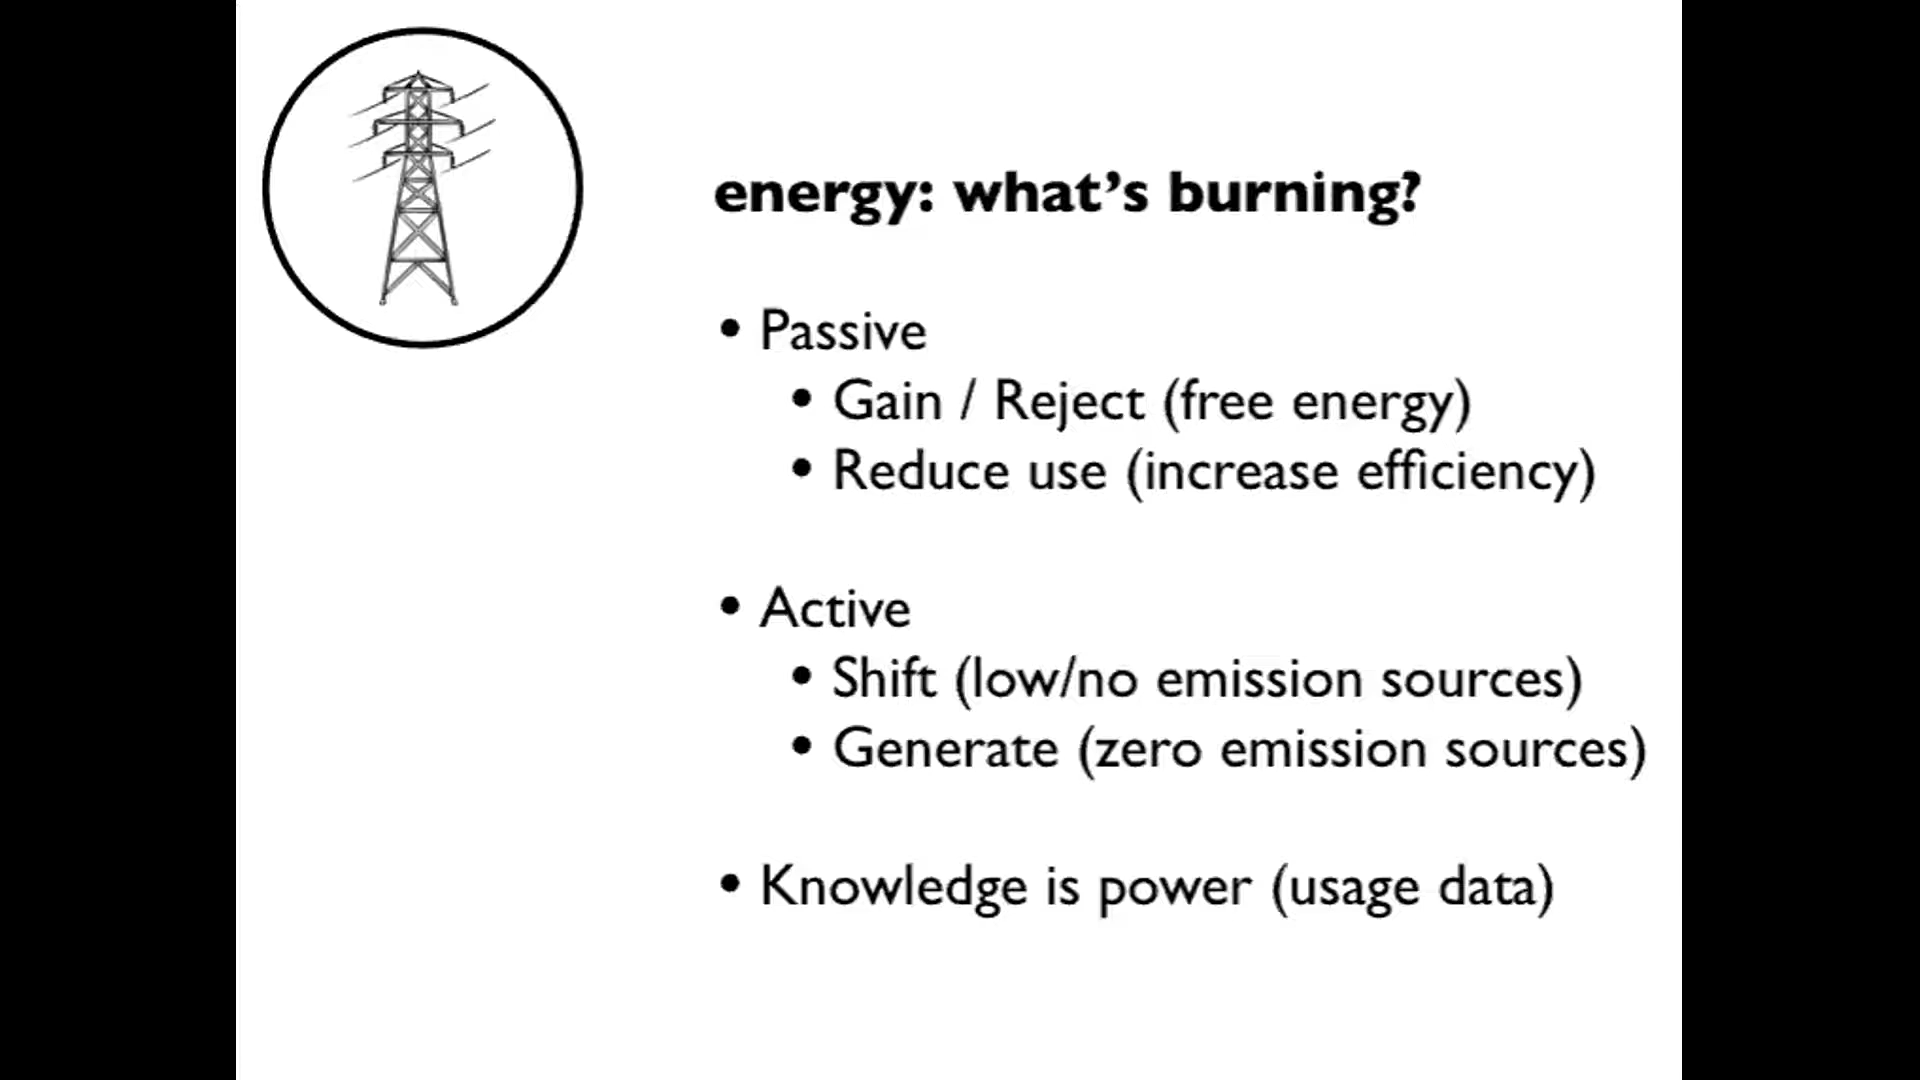 energy: what’s burning?
• Passive
• Gain / Reject (free energy)
• Reduce use (increase efficiency)
• Active
• Shift (low/no emission sources)
• Generate (zero emission sources)
• Knowledge is power (usage data)